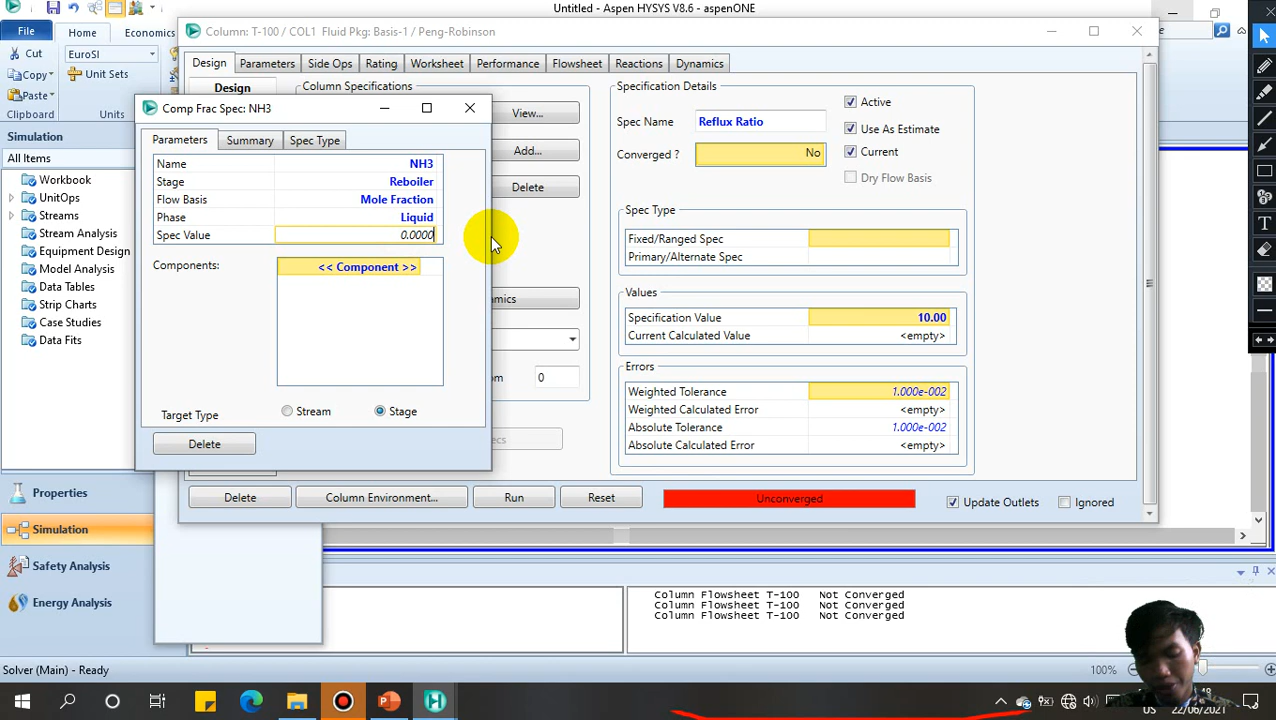 Untitled - Aspen HYSYS V8.6 - aspenONE
File
Home
Economics
Cut
Copy
Paste
Clipboard
EuroSI
Unit Sets
Units
Simulation
All Items
Workbook
UnitOps
Streams
Stream Analysis
Equipment Design
Model Analysis
Data Tables
Strip Charts
Case Studies
Data Fits
Properties
Simulation
Safety Analysis
Energy Analysis
Column: T-100 / COL1 Fluid Pkg: Basis-1 / Peng-Robinson
Design Parameters Side Ops Rating Worksheet Performance Flowsheet Reactions Dynamics
Design
Column Specifications
View...
Add...
Delete
amics
om 0
ecs
Comp Frac Spec: NH3
Parameters Summary Spec Type
Name NH3
Stage Reboiler
Flow Basis Mole Fraction
Phase Liquid
Spec Value 0.0000
Components: << Component >>
Target Type Stream Stage
Delete
Specification Details
Spec Name Reflux Ratio
Converged ? No
Active
Use As Estimate
Current
Dry Flow Basis
Spec Type
Fixed/Ranged Spec
Primary/Alternate Spec
Values
Specification Value 10.00
Current Calculated Value <empty>
Errors
Weighted Tolerance 1.000e-002
Weighted Calculated Error <empty>
Absolute Tolerance 1.000e-002
Absolute Calculated Error <empty>
Delete Column Environment... Run Reset Unconverged Update Outlets Ignored
Column Flowsheet T-100 Not Converged
Column Flowsheet T-100 Not Converged
Column Flowsheet T-100 Not Converged
Solver (Main) - Ready
100%
US 22/06/2021